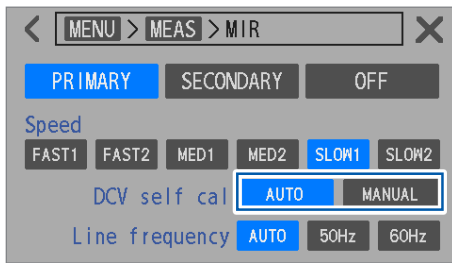 MENU > MEAS > MIR
PRIMARY SECONDARY OFF
Speed
FAST1 FAST2 MED1 MED2 SLOW1 SLOW2
DCV self cal AUTO MANUAL
Line frequency AUTO 50Hz 60Hz